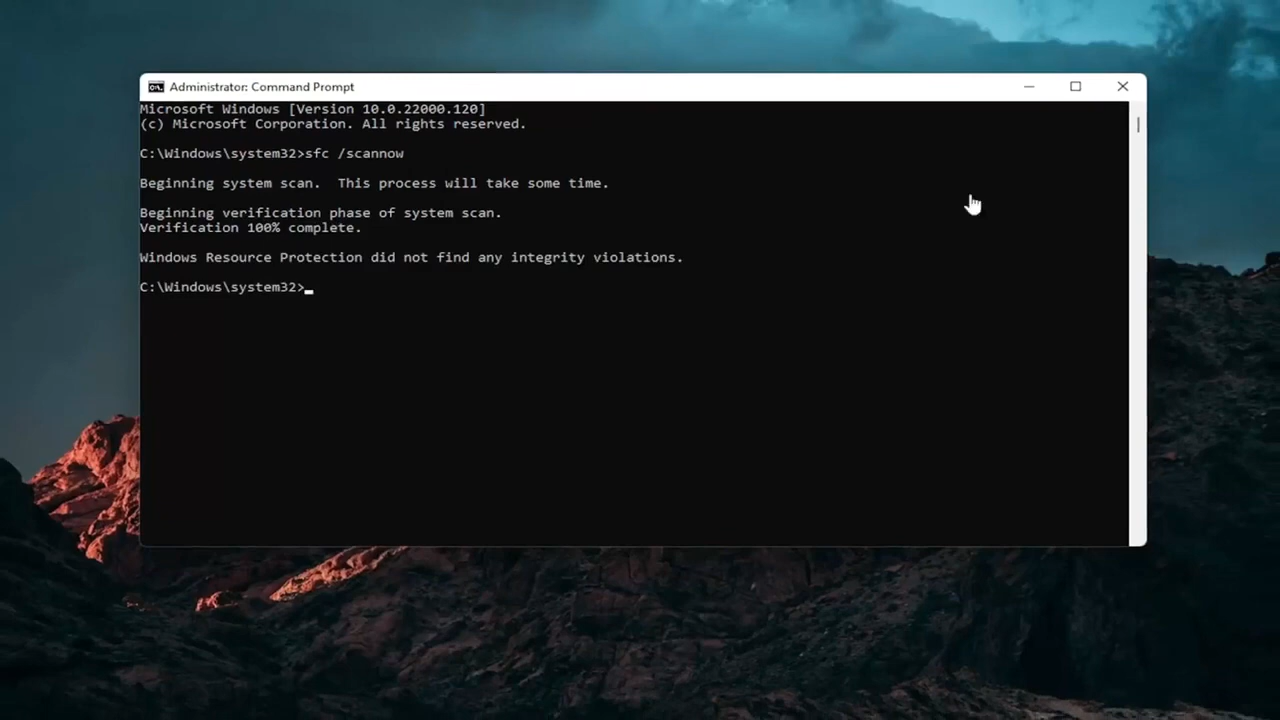 Administrator: Command Prompt
Microsoft Windows [Version 10.0.22000.120]
(c) Microsoft Corporation. All rights reserved.
C:\Windows\system32>sfc /scannow
Beginning system scan.  This process will take some time.
Beginning verification phase of system scan.
Verification 100% complete.
Windows Resource Protection did not find any integrity violations.
C:\Windows\system32>